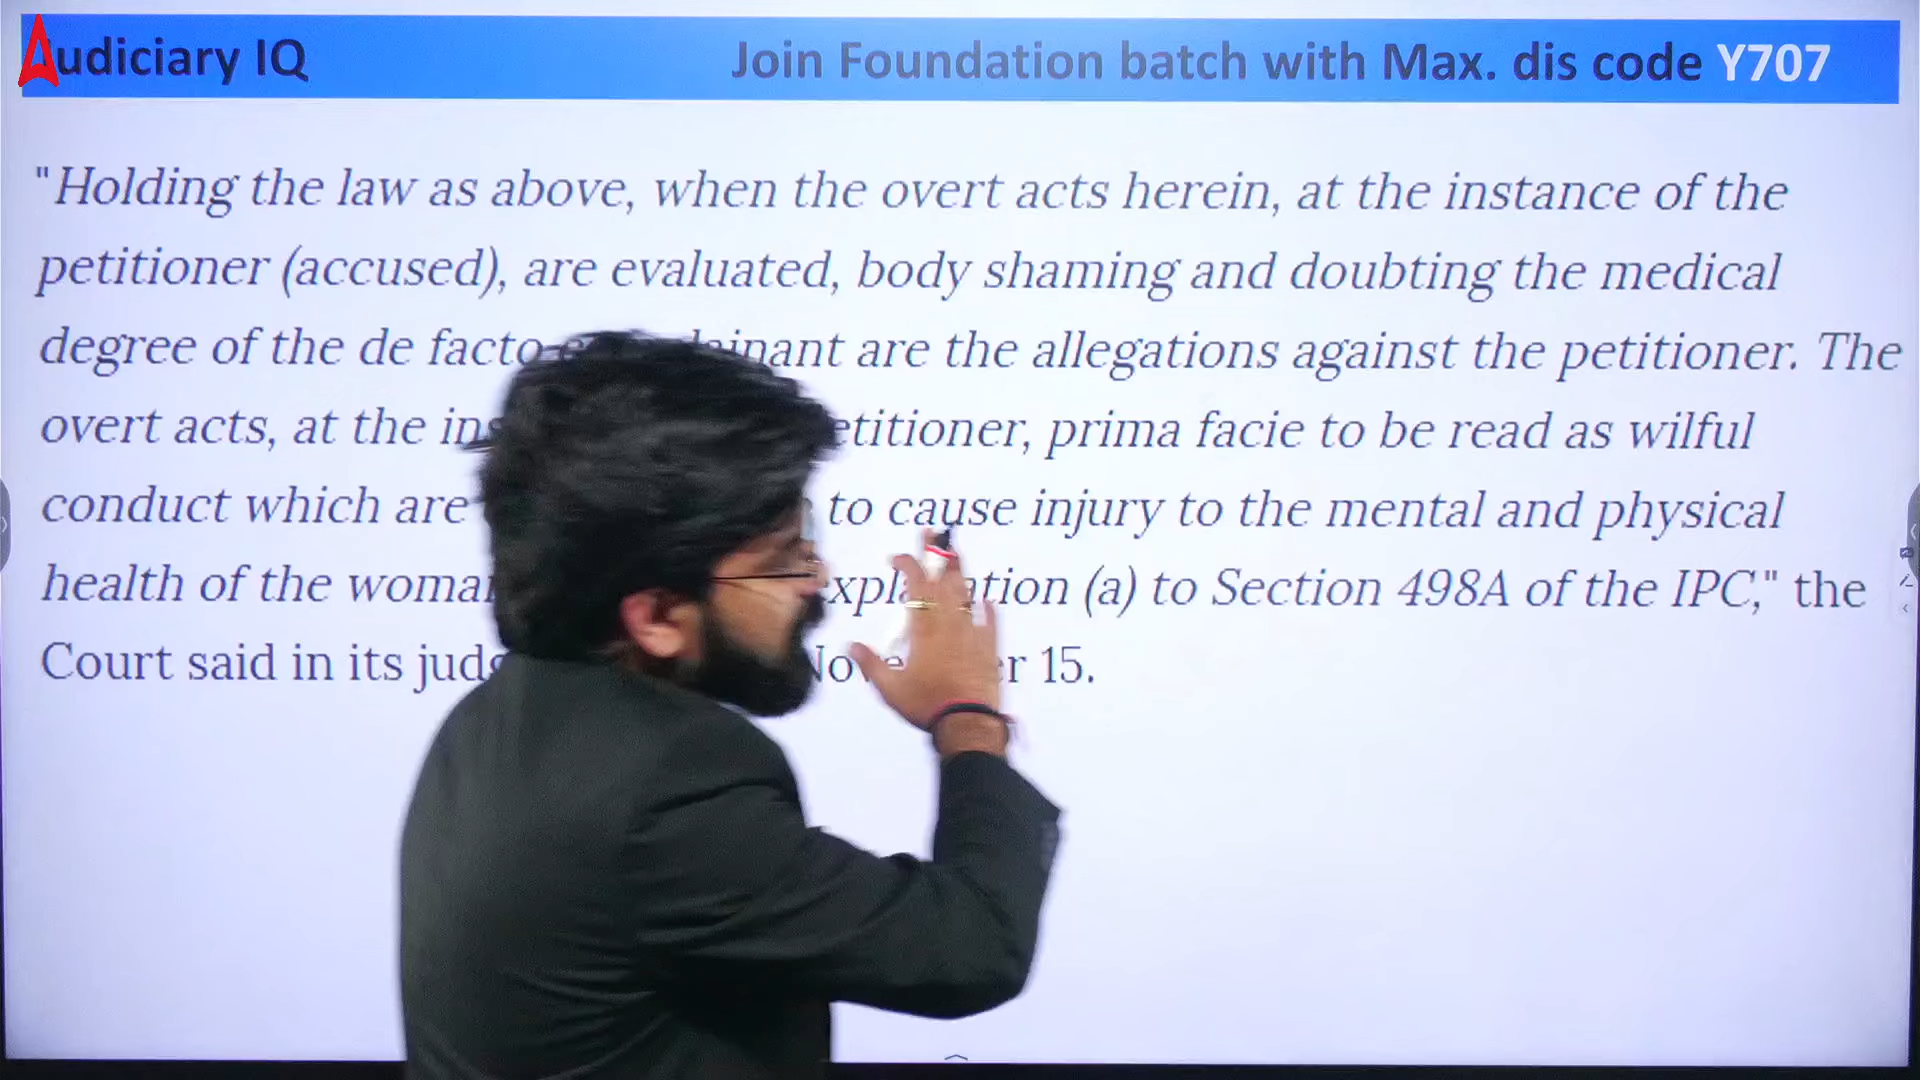 udiciary IQ Join Foundation batch with Max. dis code Y707
"Holding the law as above, when the overt acts herein, at the instance of the
petitioner (accused), are evaluated, body shaming and doubting the medical
degree of the de facto are the allegations against the petitioner. The
overt acts, at the prima facie to be read as wilful
conduct which are to cause injury to the mental and physical
health of the (a) to Section 498A of the IPC," the
Court said in its 15.